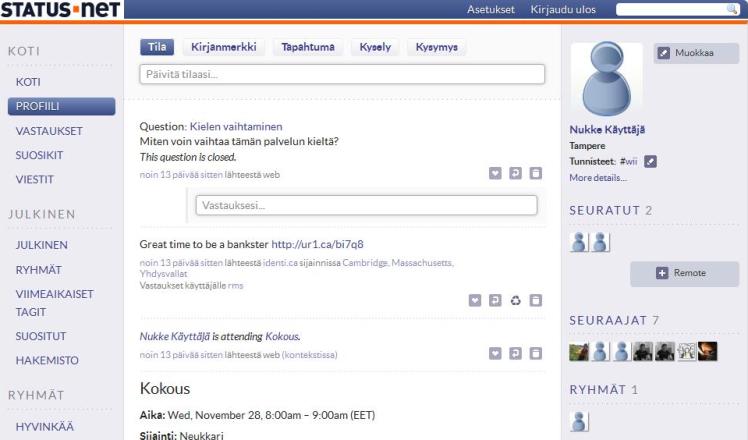 STATUS.net
Asetukset Kirjaudu ulos
KOTI
KOTI
PROFIILI
VASTAUKSET
SUOSIKIT
VIESTIT
JULKINEN
JULKINEN
RYHMÄT
VIIMEAIKAISET
TAGIT
SUOSITUT
HAKEMISTO
RYHMÄT
HYVINKÄÄ
Tila Kirjanmerkki Tapahtuma Kysely Kysymys
Päivitä tilaasi...
Question: Kielen vaihtaminen
Miten voin vaihtaa tämän palvelun kieltä?
This question is closed.
noin 13 päivää sitten lähteestä web
Vastauksesi...
Great time to be a bankster http://ur1.ca/bi7q8
noin 13 päivää sitten lähteestä identi.ca sijainnissa Cambridge, Massachusetts,
Yhdysvallat
Vastaukset käyttäjälle rms
Nukke Käyttäjä is attending Kokous.
noin 13 päivää sitten lähteestä web (kontekstissa)
Kokous
Aika: Wed, November 28, 8:00am – 9:00am (EET)
Sijainti: Neukkari
Muokkaa
Nukke Käyttäjä
Tampere
Tunnisteet: #wii
More details...
SEURATUT 2
Remote
SEURAAJAT 7
RYHMÄT 1